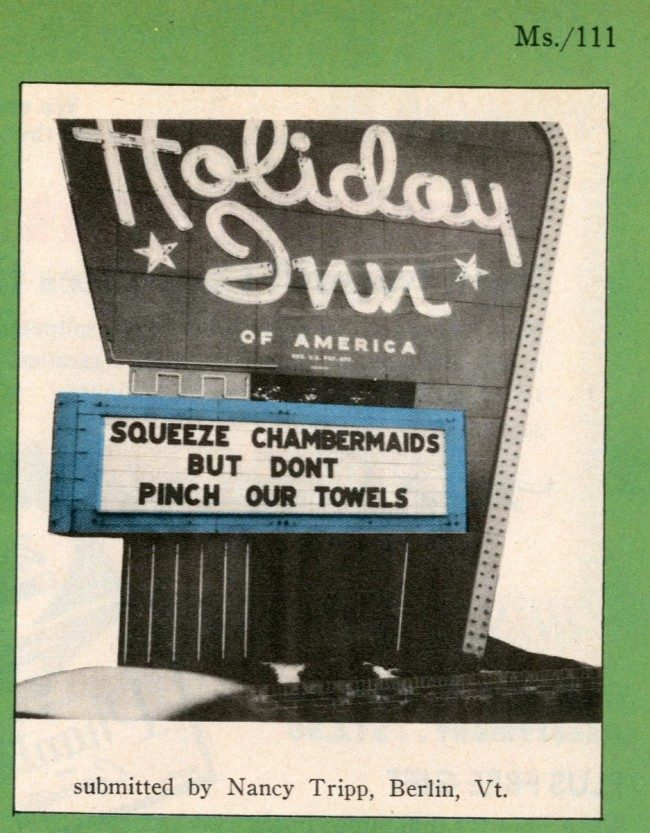 Ms./111
Holiday
Inn
OF AMERICA
SQUEEZE CHAMBERMAIDS
BUT DONT
PINCH OUR TOWELS
submitted by Nancy Tripp, Berlin, Vt.